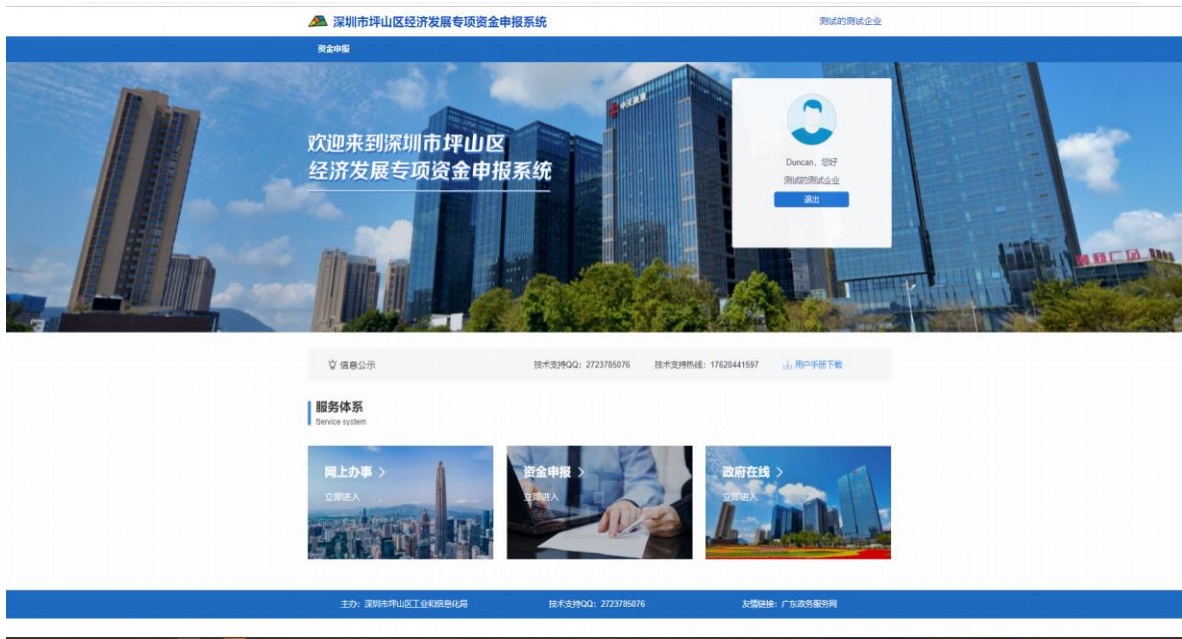 深圳市坪山区经济发展专项资金申报系统
测试的测试企业
资金申报
欢迎来到深圳市坪山区
经济发展专项资金申报系统
Duncan，您好
测试的测试企业
退出
信息公示
技术支持QQ：2723785076
技术支持热线：17620441597
用户手册下载
服务体系
Service system
网上办事 >
立即进入
资金申报 >
立即进入
政府在线 >
立即进入
主办：深圳市坪山区工业和信息化局
技术支持QQ：2723785076
友情链接：广东政务服务网